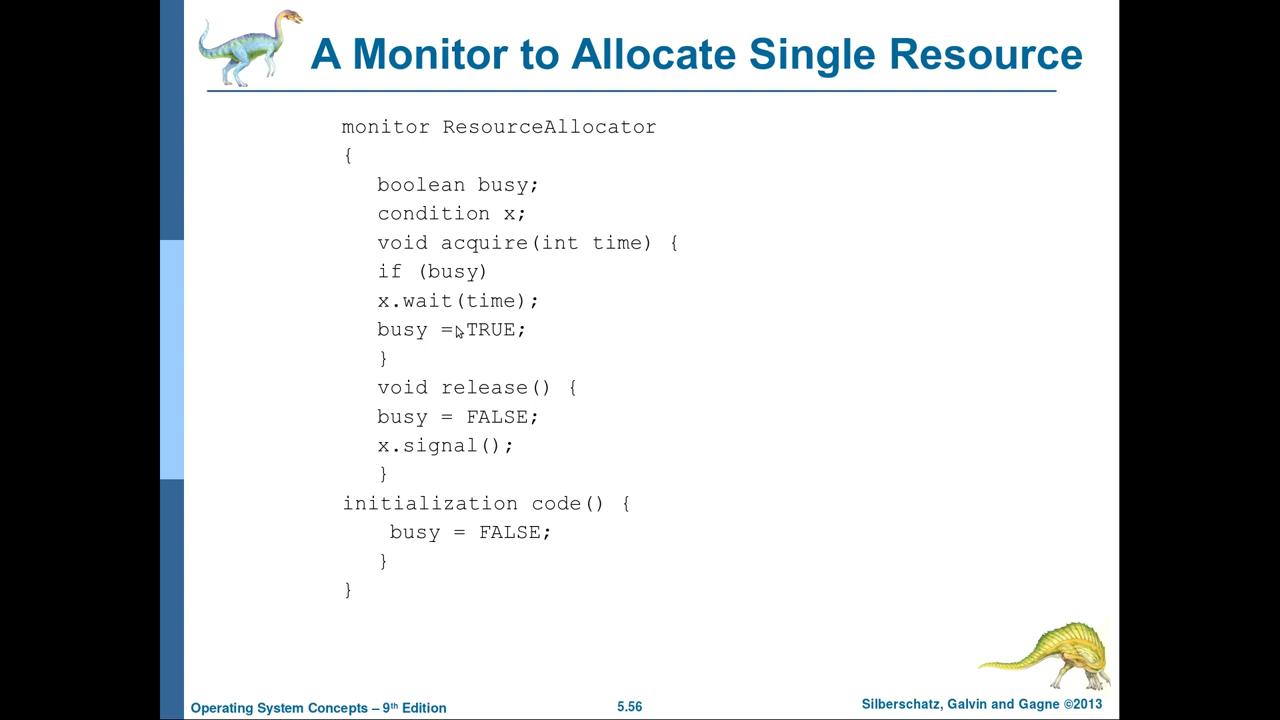 A Monitor to Allocate Single Resource
monitor ResourceAllocator
{
boolean busy;
condition x;
void acquire(int time) {
if (busy)
x.wait(time);
busy = TRUE;
}
void release() {
busy = FALSE;
x.signal();
}
initialization code() {
busy = FALSE;
}
}
Operating System Concepts – 9th Edition
5.56
Silberschatz, Galvin and Gagne ©2013